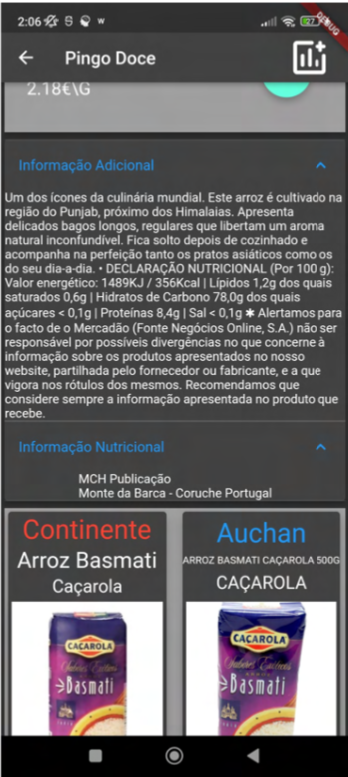 2:06
DEBUG
Pingo Doce
2.18€\G
Informação Adicional
Um dos ícones da culinária mundial. Este arroz é cultivado na
região do Punjab, próximo dos Himalaias. Apresenta
delicados bagos longos, regulares que libertam um aroma
natural inconfundível. Fica solto depois de cozinhado e
acompanha na perfeição tanto os pratos asiáticos como os
do seu dia-a-dia. • DECLARAÇÃO NUTRICIONAL (Por 100 g):
Valor energético: 1489KJ / 356Kcal | Lípidos 1,2g dos quais
saturados 0,6g | Hidratos de Carbono 78,0g dos quais
açúcares < 0,1g | Proteínas 8,4g | Sal < 0,1g ✱ Alertamos para
o facto de o Mercadão (Fonte Negócios Online, S.A.) não ser
responsável por possíveis divergências no que concerne à
informação sobre os produtos apresentados no nosso
website, partilhada pelo fornecedor ou fabricante, e a que
vigora nos rótulos dos mesmos. Recomendamos que
considere sempre a informação apresentada no produto que
recebe.
Informação Nutricional
MCH Publicação
Monte da Barca - Coruche Portugal
Continente
Arroz Basmati
Caçarola
CAÇAROLA
Basmati
Auchan
ARROZ BASMATI CAÇAROLA 500G
CAÇAROLA
CAÇAROLA
Basmati